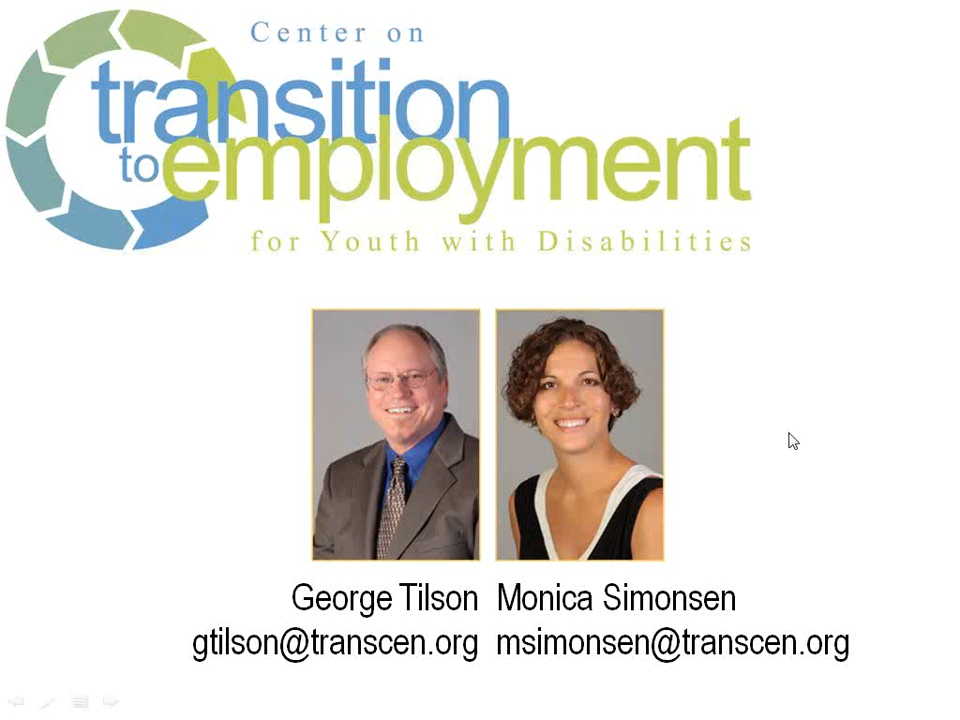 Center on
transition
to employment
for Youth with Disabilities
George Tilson Monica Simonsen
gtilson@transcen.org msimonsen@transcen.org